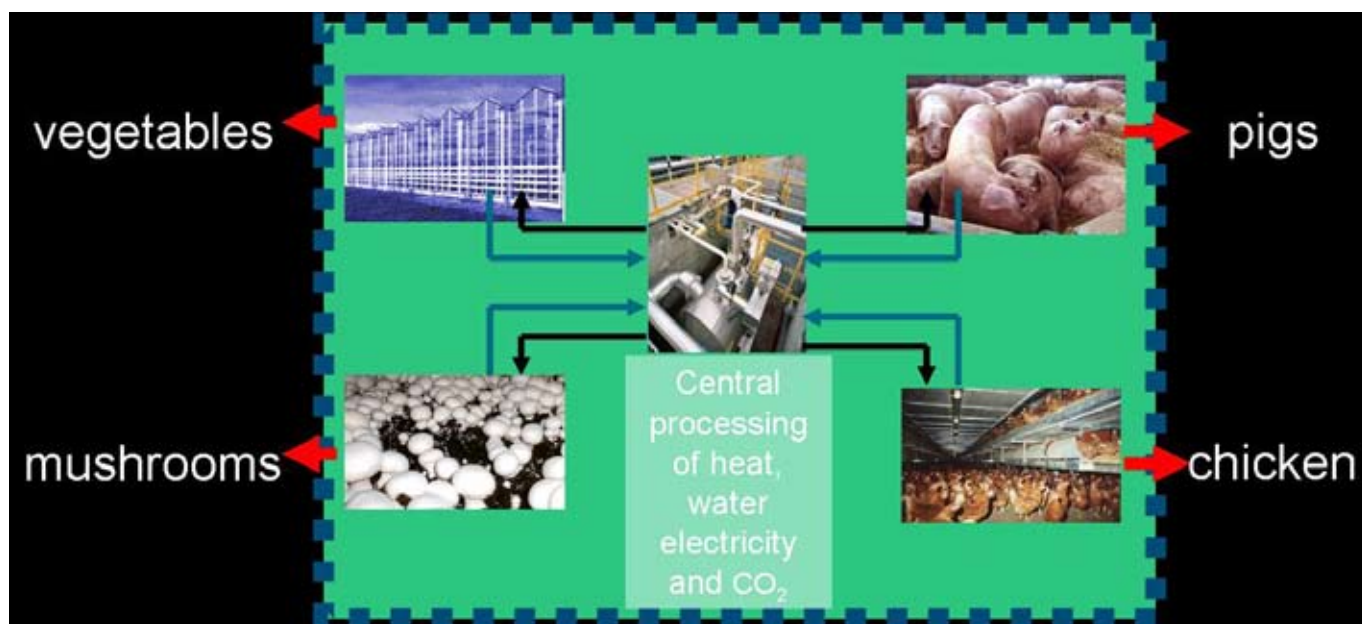 vegetables
pigs
mushrooms
chicken
Central
processing
of heat,
water
electricity
and CO₂